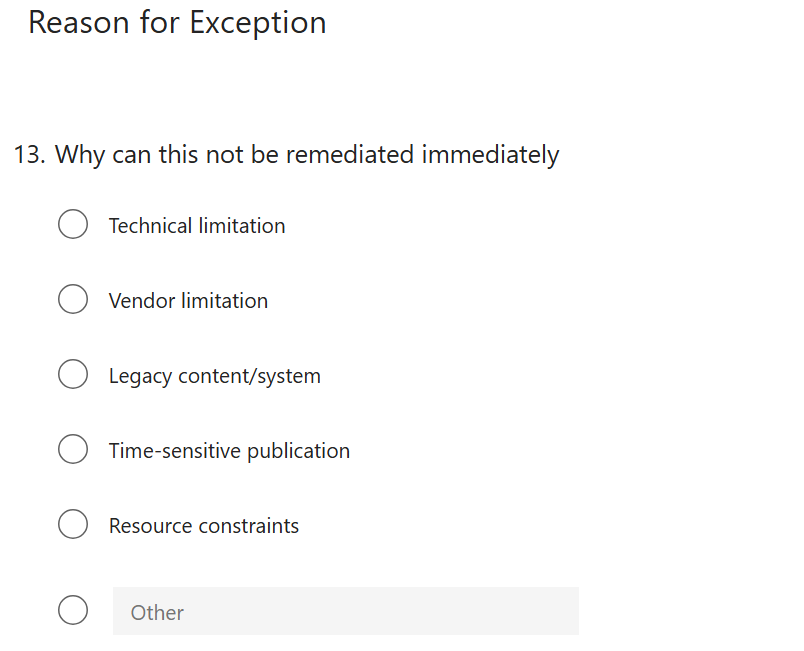 Reason for Exception
13. Why can this not be remediated immediately
Technical limitation
Vendor limitation
Legacy content/system
Time-sensitive publication
Resource constraints
Other